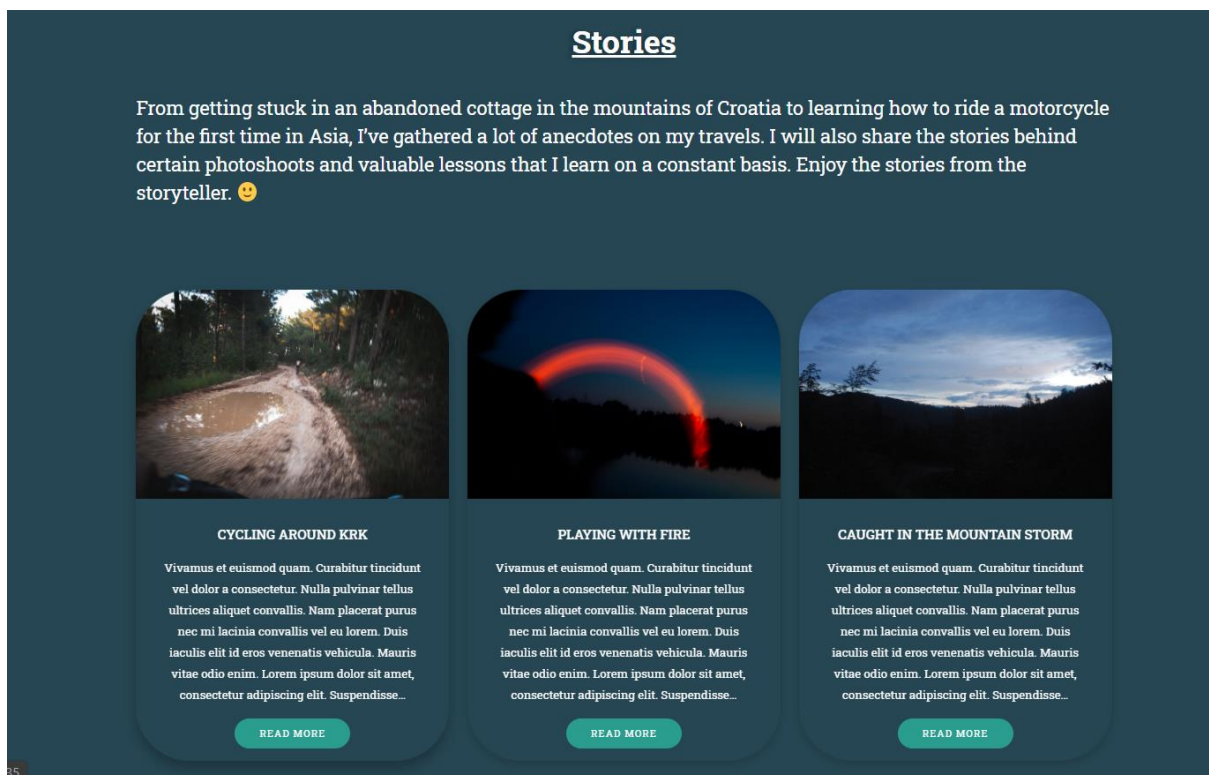 Stories
From getting stuck in an abandoned cottage in the mountains of Croatia to learning how to ride a motorcycle
for the first time in Asia, I've gathered a lot of anecdotes on my travels. I will also share the stories behind
certain photoshoots and valuable lessons that I learn on a constant basis. Enjoy the stories from the
storyteller. 🙂
CYCLING AROUND KRK
Vivamus et euismod quam. Curabitur tincidunt
vel dolor a consectetur. Nulla pulvinar tellus
ultrices aliquet convallis. Nam placerat purus
nec mi lacinia convallis vel eu lorem. Duis
iaculis elit id eros venenatis vehicula. Mauris
vitae odio enim. Lorem ipsum dolor sit amet,
consectetur adipiscing elit. Suspendisse...
READ MORE
PLAYING WITH FIRE
Vivamus et euismod quam. Curabitur tincidunt
vel dolor a consectetur. Nulla pulvinar tellus
ultrices aliquet convallis. Nam placerat purus
nec mi lacinia convallis vel eu lorem. Duis
iaculis elit id eros venenatis vehicula. Mauris
vitae odio enim. Lorem ipsum dolor sit amet,
consectetur adipiscing elit. Suspendisse...
READ MORE
CAUGHT IN THE MOUNTAIN STORM
Vivamus et euismod quam. Curabitur tincidunt
vel dolor a consectetur. Nulla pulvinar tellus
ultrices aliquet convallis. Nam placerat purus
nec mi lacinia convallis vel eu lorem. Duis
iaculis elit id eros venenatis vehicula. Mauris
vitae odio enim. Lorem ipsum dolor sit amet,
consectetur adipiscing elit. Suspendisse...
READ MORE